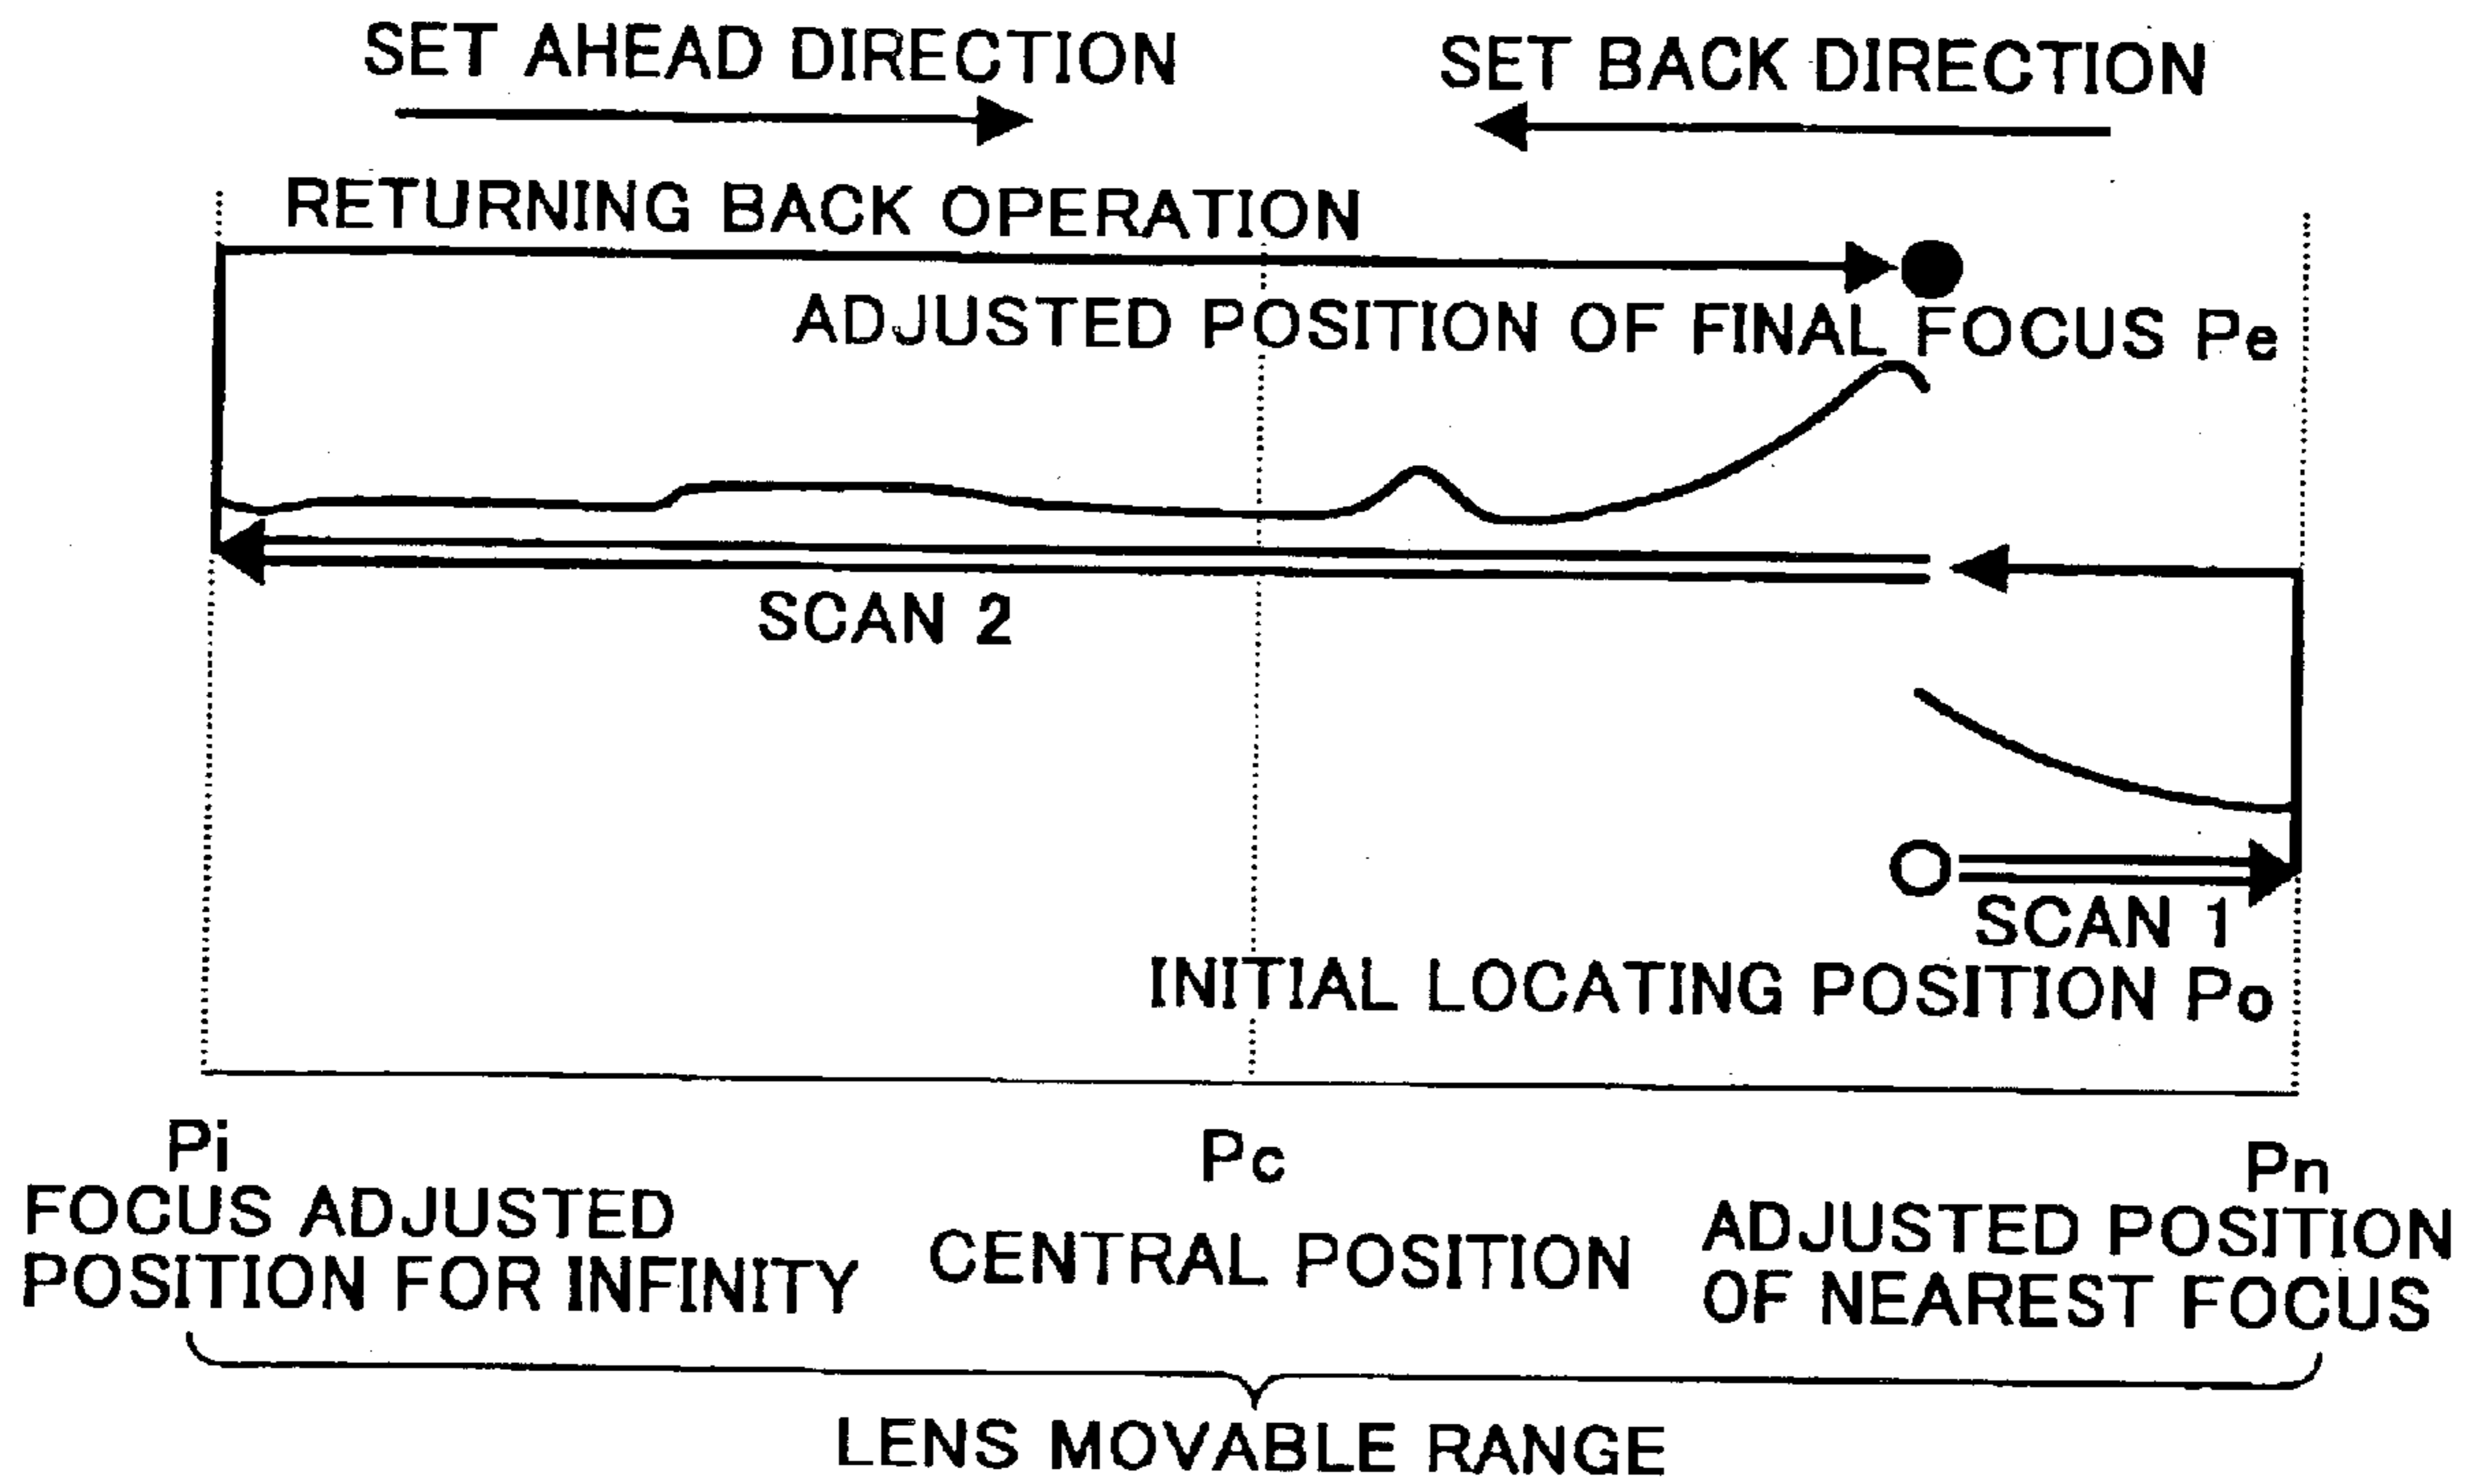 SET AHEAD DIRECTION
SET BACK DIRECTION
RETURNING BACK OPERATION
ADJUSTED POSITION OF FINAL FOCUS Pe
SCAN 2
SCAN 1
INITIAL LOCATING POSITION Po
Pi
FOCUS ADJUSTED
POSITION FOR INFINITY
Pc
CENTRAL POSITION
Pn
ADJUSTED POSITION
OF NEAREST FOCUS
LENS MOVABLE RANGE